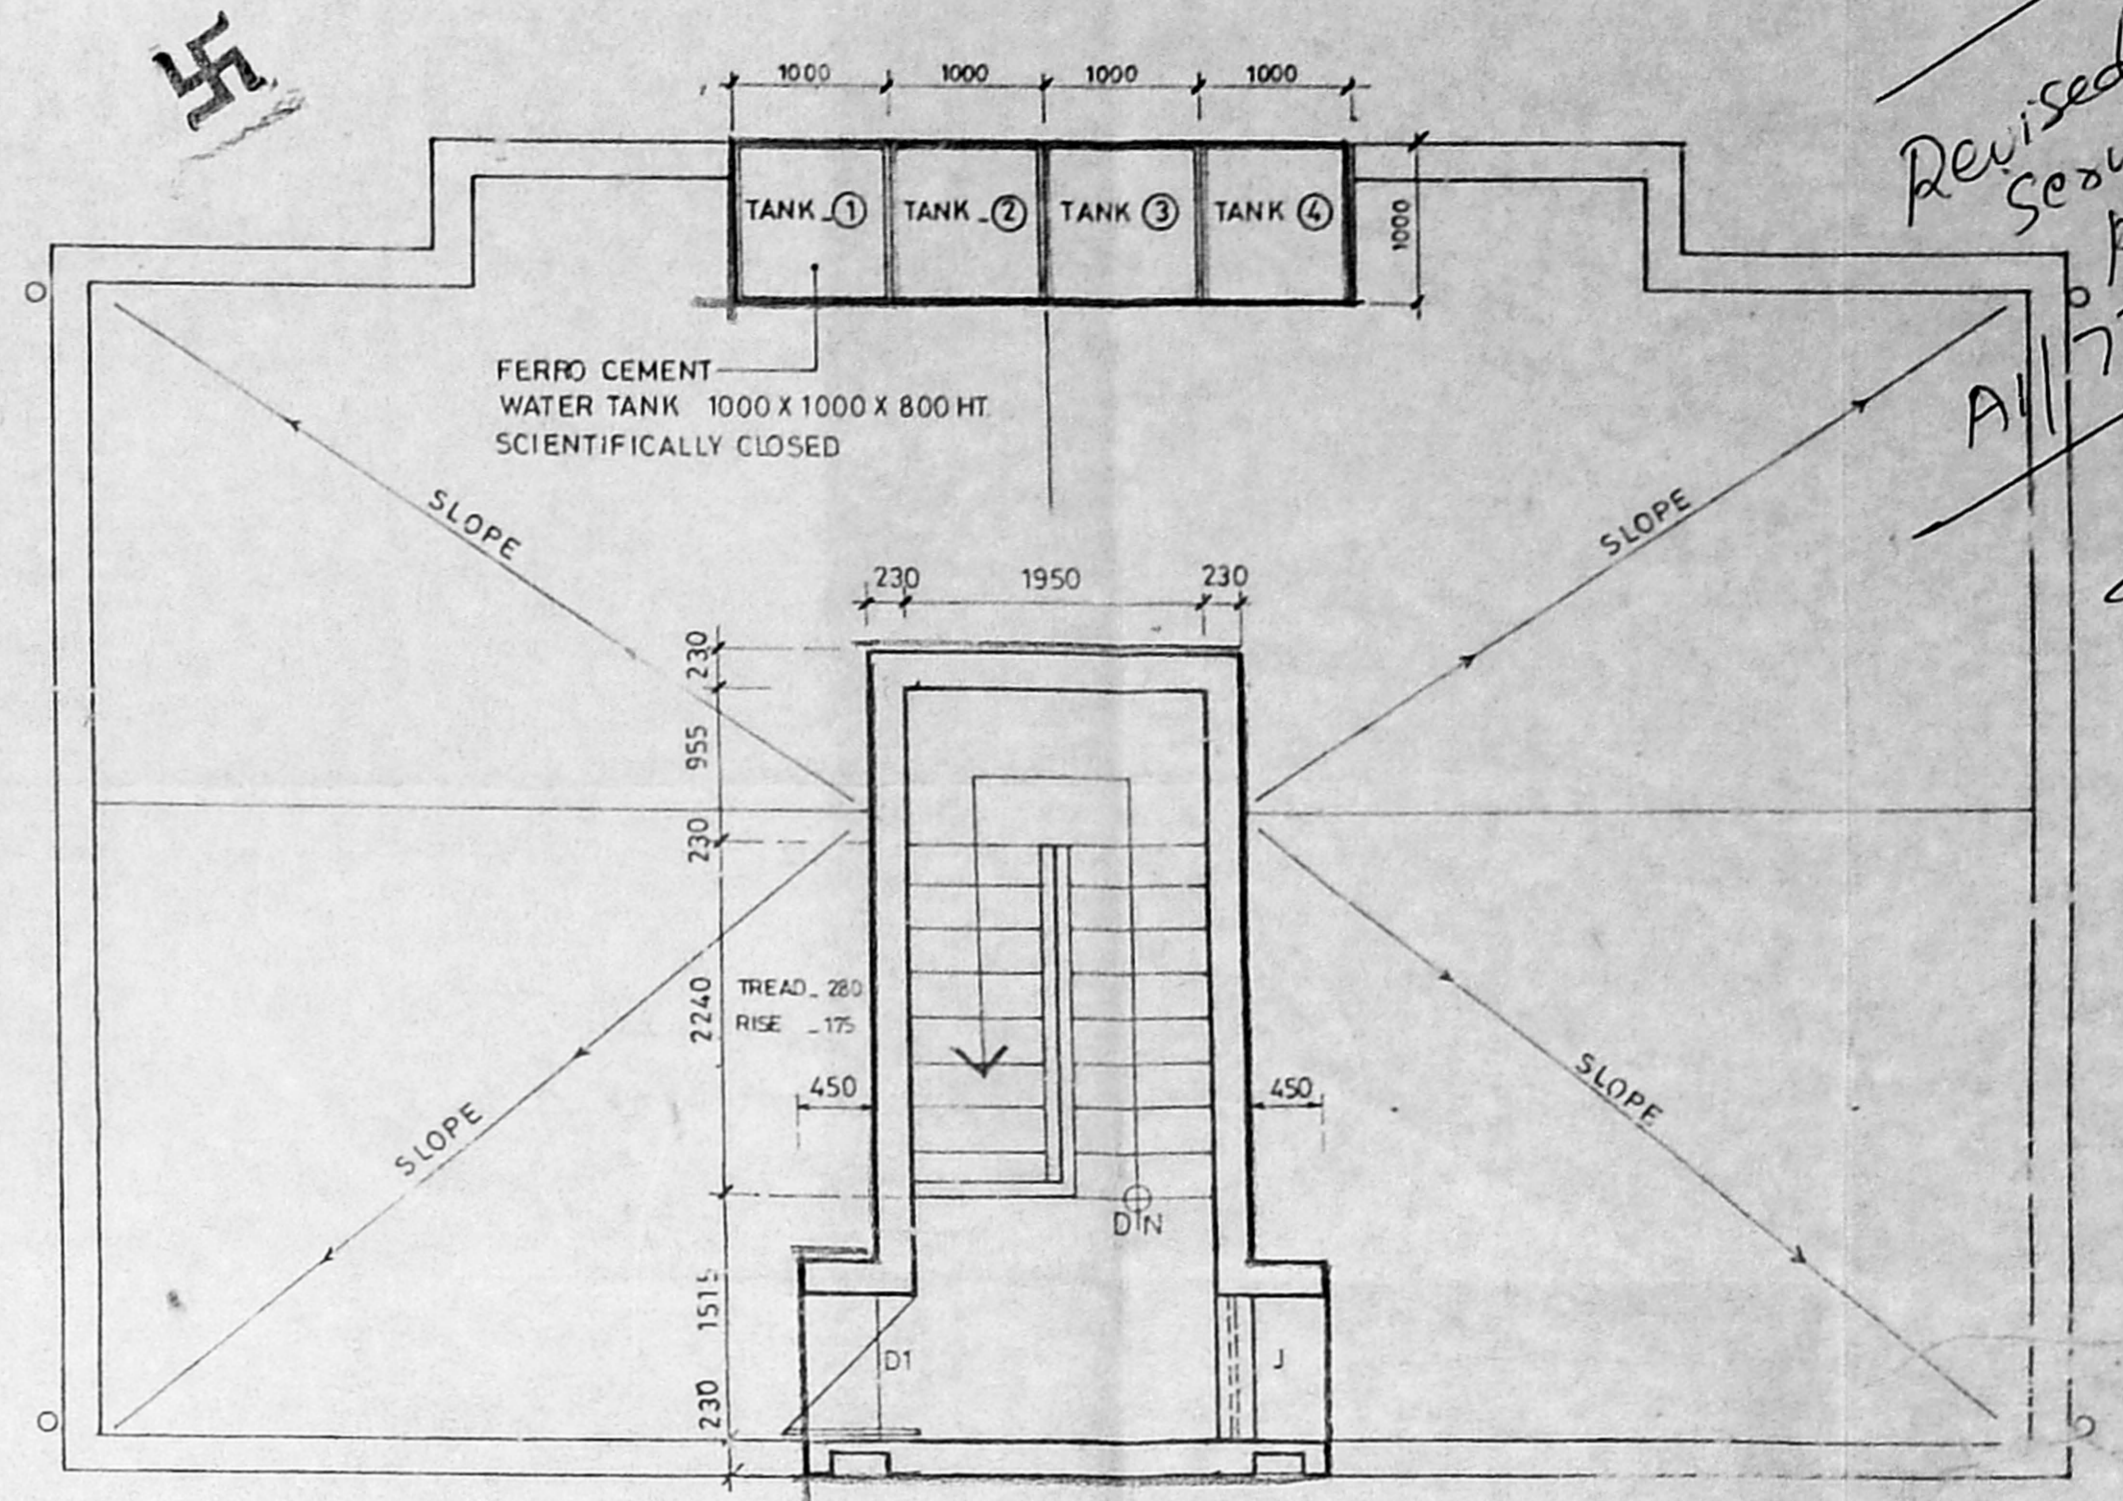 1000 1000 1000 1000
Revised
TANK-① TANK-② TANK ③ TANK ④
1000
FERRO CEMENT
WATER TANK 1000 X 1000 X 800 HT.
SCIENTIFICALLY CLOSED
SLOPE
SLOPE
230 1950 230
230
955
230
2240
TREAD - 280
RISE - 175
450
450
SLOPE
SLOPE
DN
1515
D1
J
230